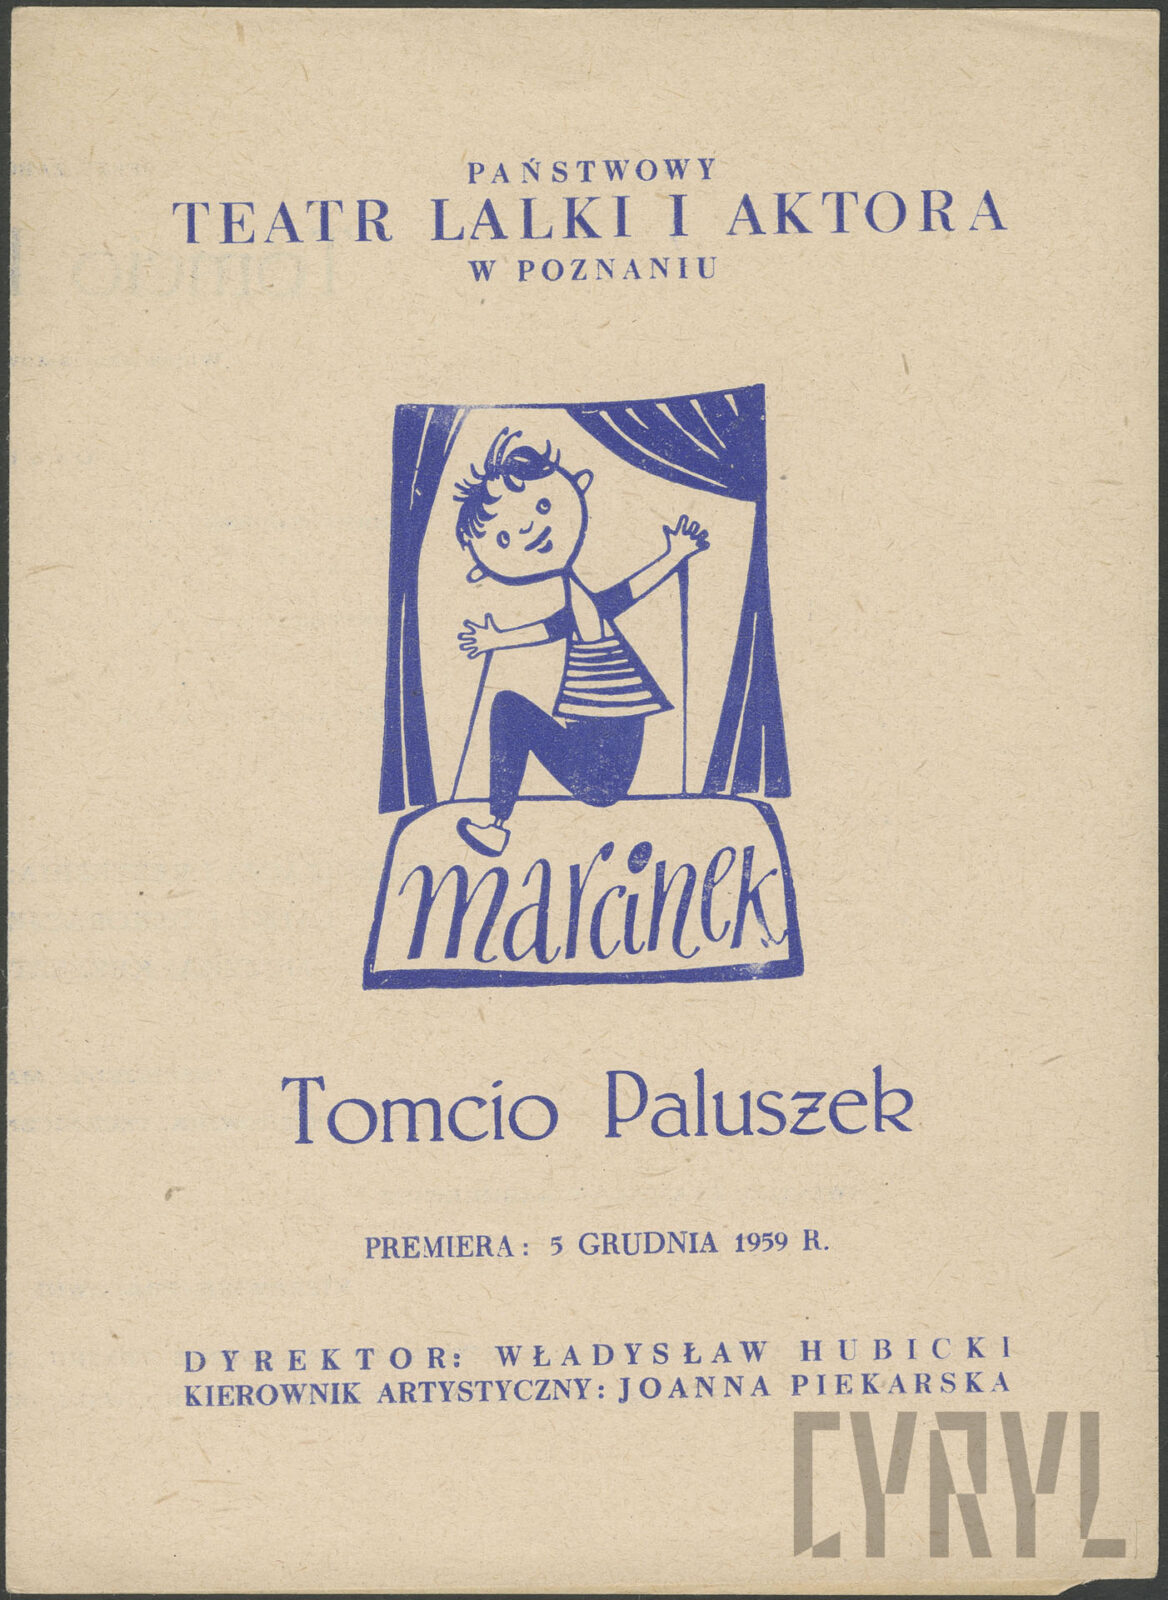 PAŃSTWOWY
TEATR LALKI I AKTORA
W POZNANIU
marcinek
Tomcio Paluszek
PREMIERA: 5 GRUDNIA 1959 R.
DYREKTOR: WŁADYSŁAW HUBICKI
KIEROWNIK ARTYSTYCZNY: JOANNA PIEKARSKA
CYRYL